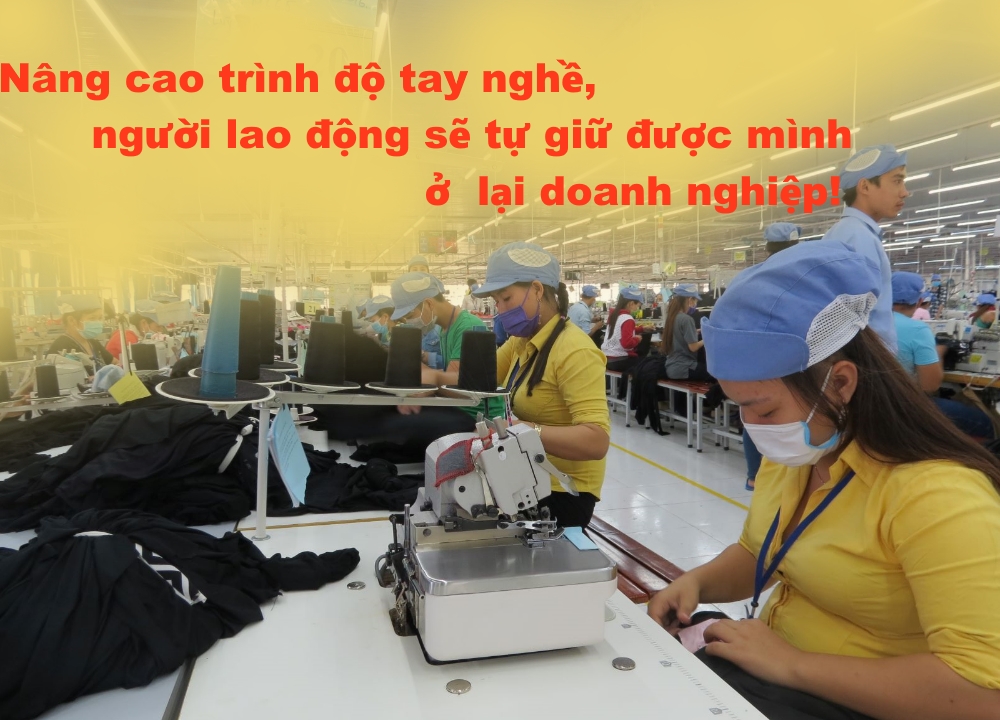 Nâng cao trình độ tay nghề,
người lao động sẽ tự giữ được mình
ở lại doanh nghiệp!